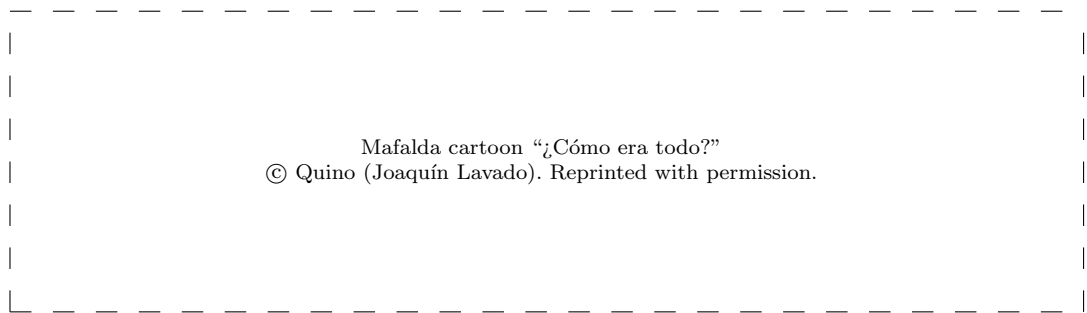 Mafalda cartoon “¿Cómo era todo?”
© Quino (Joaquín Lavado). Reprinted with permission.